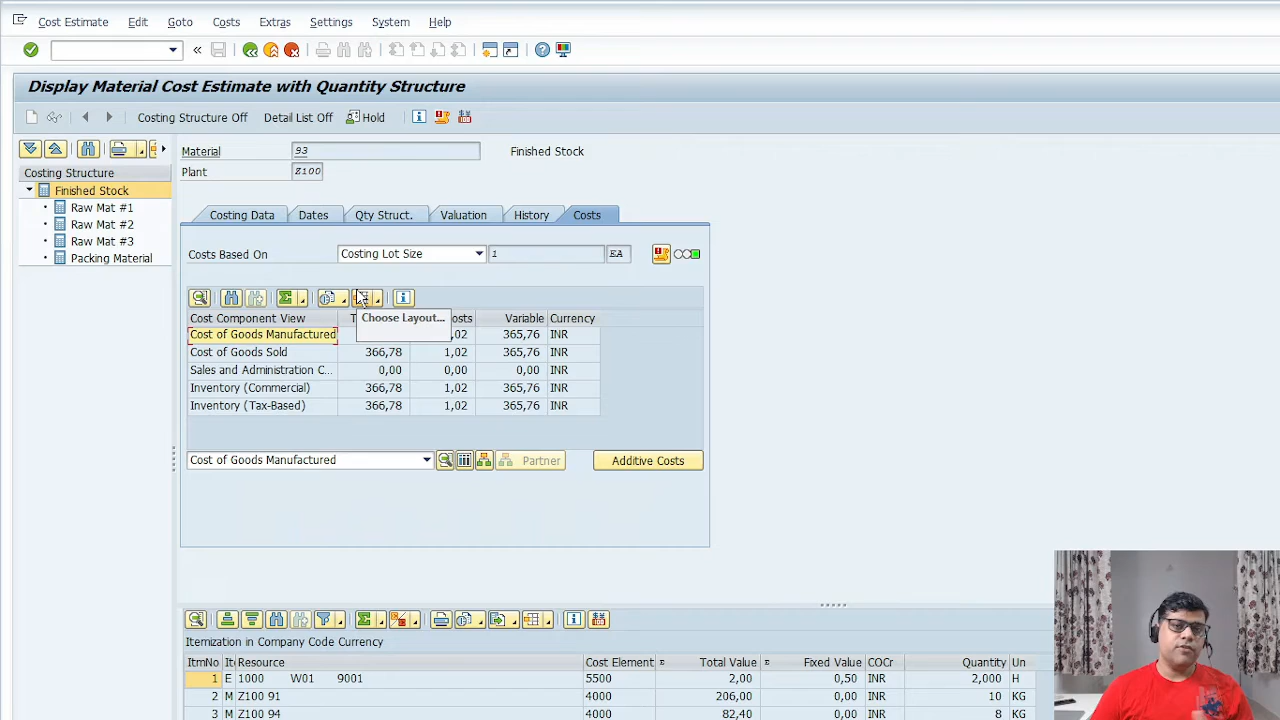 Cost Estimate Edit Goto Costs Extras Settings System Help
Display Material Cost Estimate with Quantity Structure
Costing Structure Off Detail List Off Hold
Material 93 Finished Stock
Plant Z100
Costing Structure
Finished Stock
Raw Mat #1
Raw Mat #2
Raw Mat #3
Packing Material
Costing Data Dates Qty Struct. Valuation History Costs
Costs Based On Costing Lot Size 1 EA
Cost Component View Variable Currency
Choose Layout...
Cost of Goods Manufactured 365,76 INR
Cost of Goods Sold 366,78 1,02 365,76 INR
Sales and Administration C... 0,00 0,00 0,00 INR
Inventory (Commercial) 366,78 1,02 365,76 INR
Inventory (Tax-Based) 366,78 1,02 365,76 INR
Cost of Goods Manufactured Partner Additive Costs
Itemization in Company Code Currency
ItmNo Resource Cost Element Total Value Fixed Value COCr Quantity Un
1 E 1000 W01 9001 5500 2,00 0,50 INR 2,000 H
2 M Z100 91 4000 206,00 0,00 INR 10 KG
3 M Z100 94 4000 82,40 0,00 INR 8 KG